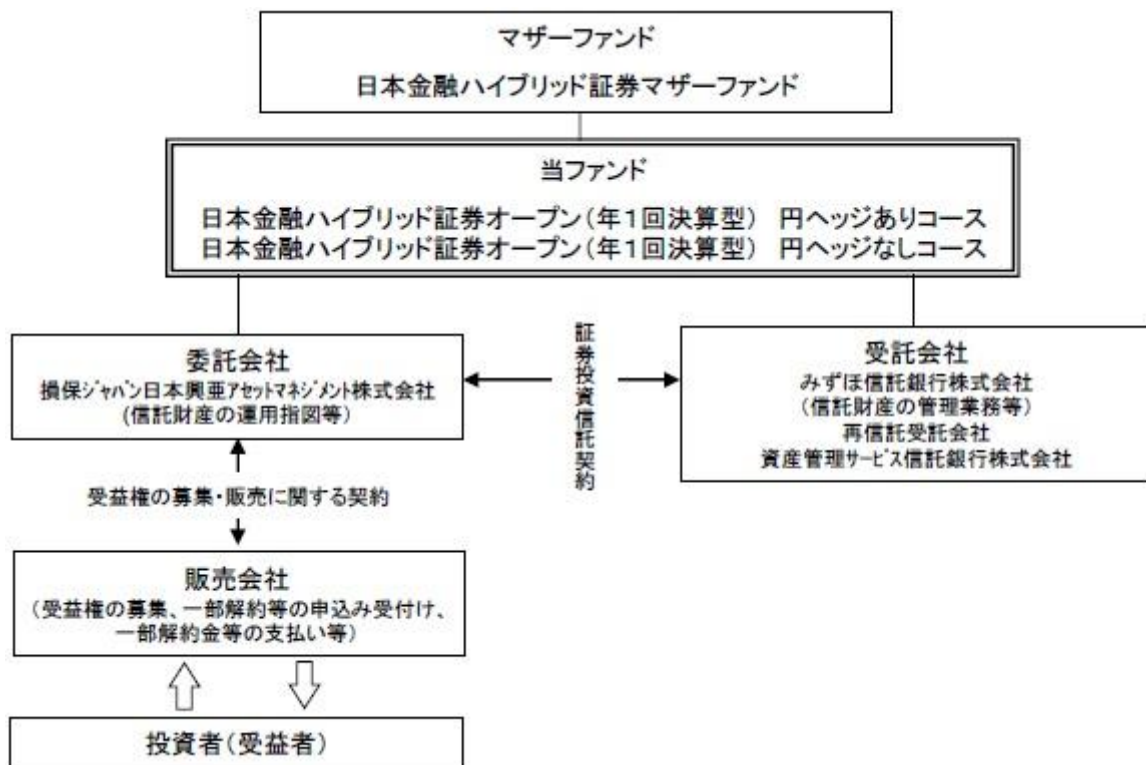 マザーファンド
日本金融ハイブリッド証券マザーファンド
当ファンド
日本金融ハイブリッド証券オープン(年1回決算型) 円ヘッジありコース
日本金融ハイブリッド証券オープン(年1回決算型) 円ヘッジなしコース
委託会社
損保ｼﾞｬﾊﾟﾝ日本興亜ｱｾｯﾄﾏﾈｼﾞﾒﾝﾄ株式会社
(信託財産の運用指図等)
証券投資信託契約
受託会社
みずほ信託銀行株式会社
(信託財産の管理業務等)
再信託受託会社
資産管理ｻｰﾋﾞｽ信託銀行株式会社
受益権の募集・販売に関する契約
販売会社
(受益権の募集、一部解約等の申込み受付け、
一部解約金等の支払い等)
投資者(受益者)